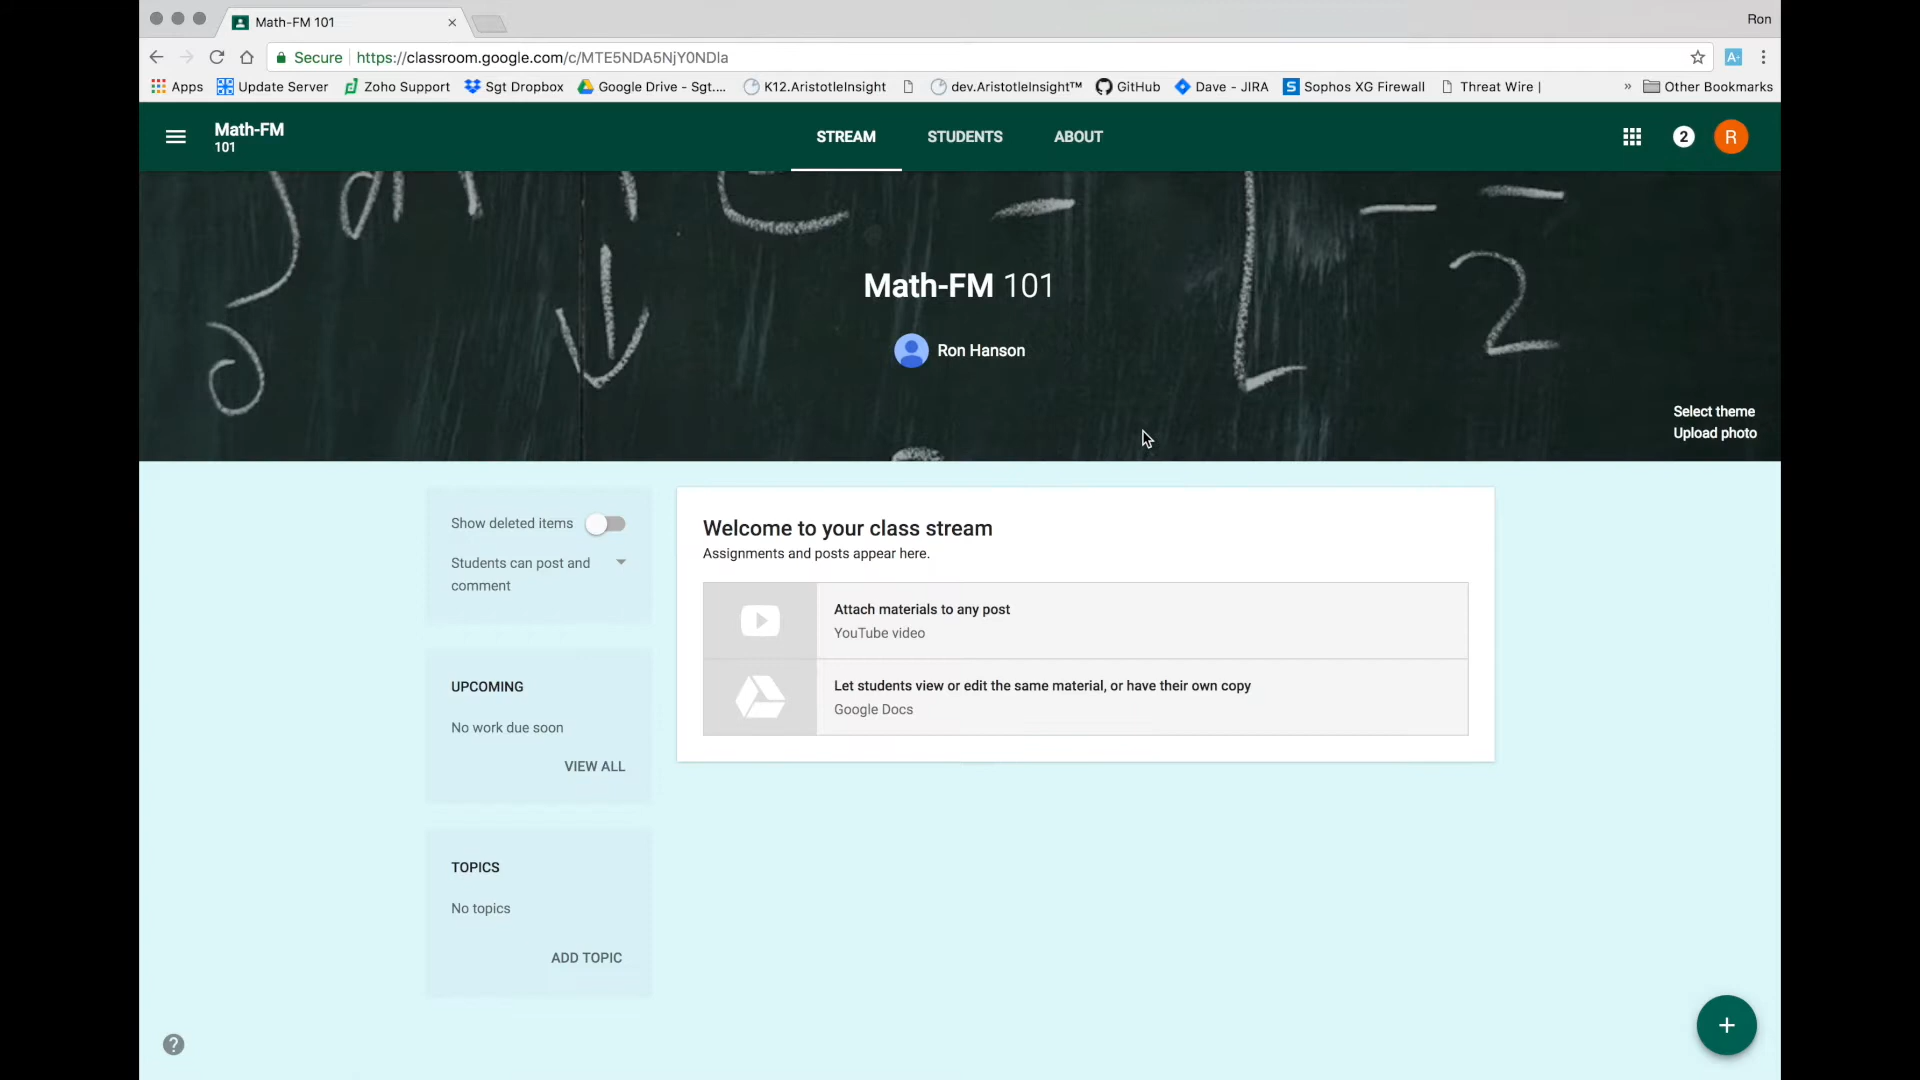 Math-FM 101
Ron
Secure https://classroom.google.com/c/MTE5NDA5NjY0NDla
Apps Update Server Zoho Support Sgt Dropbox Google Drive - Sgt.... K12.AristotleInsight dev.AristotleInsight™ GitHub Dave - JIRA Sophos XG Firewall Threat Wire | » Other Bookmarks
Math-FM
101
STREAM STUDENTS ABOUT
2 R
Math-FM 101
Ron Hanson
2
Select theme
Upload photo
Show deleted items
Students can post and
comment
UPCOMING
No work due soon
VIEW ALL
TOPICS
No topics
ADD TOPIC
Welcome to your class stream
Assignments and posts appear here.
Attach materials to any post
YouTube video
Let students view or edit the same material, or have their own copy
Google Docs